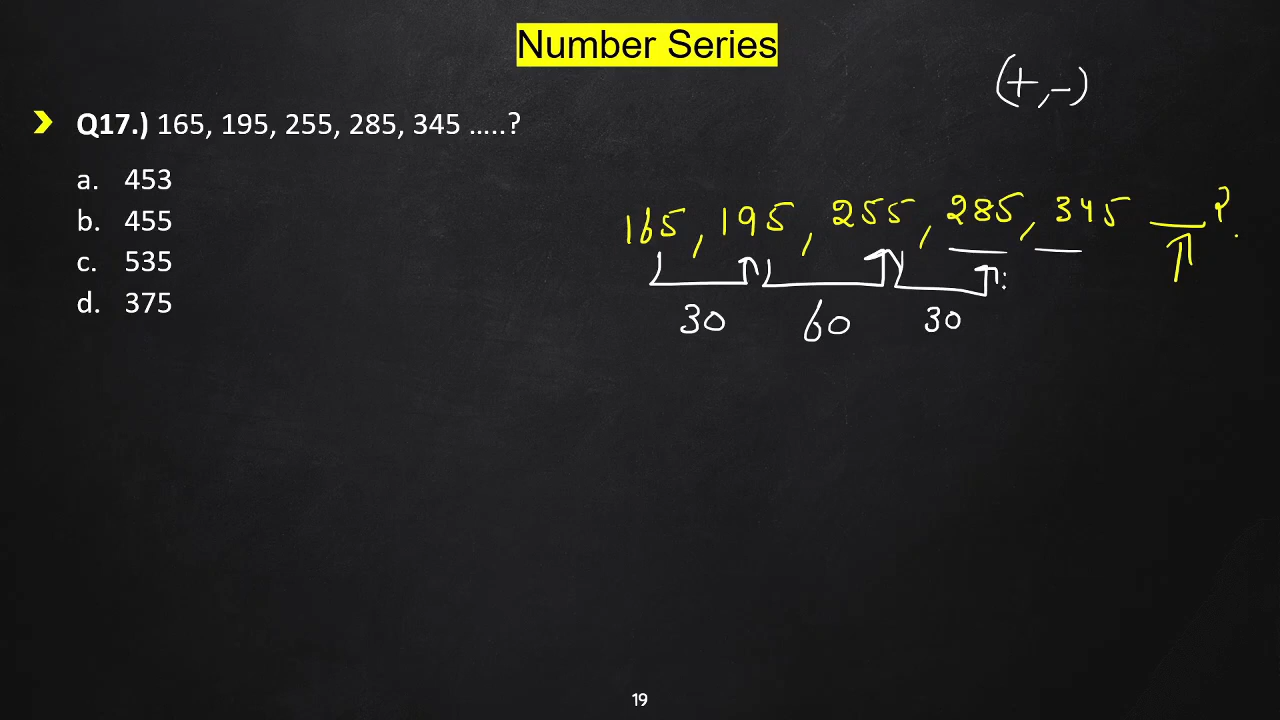 Number Series
(+,-)
Q17.) 165, 195, 255, 285, 345 .....?
a. 453
b. 455
c. 535
d. 375
165, 195, 255, 285, 345 __?
30 60 30
19